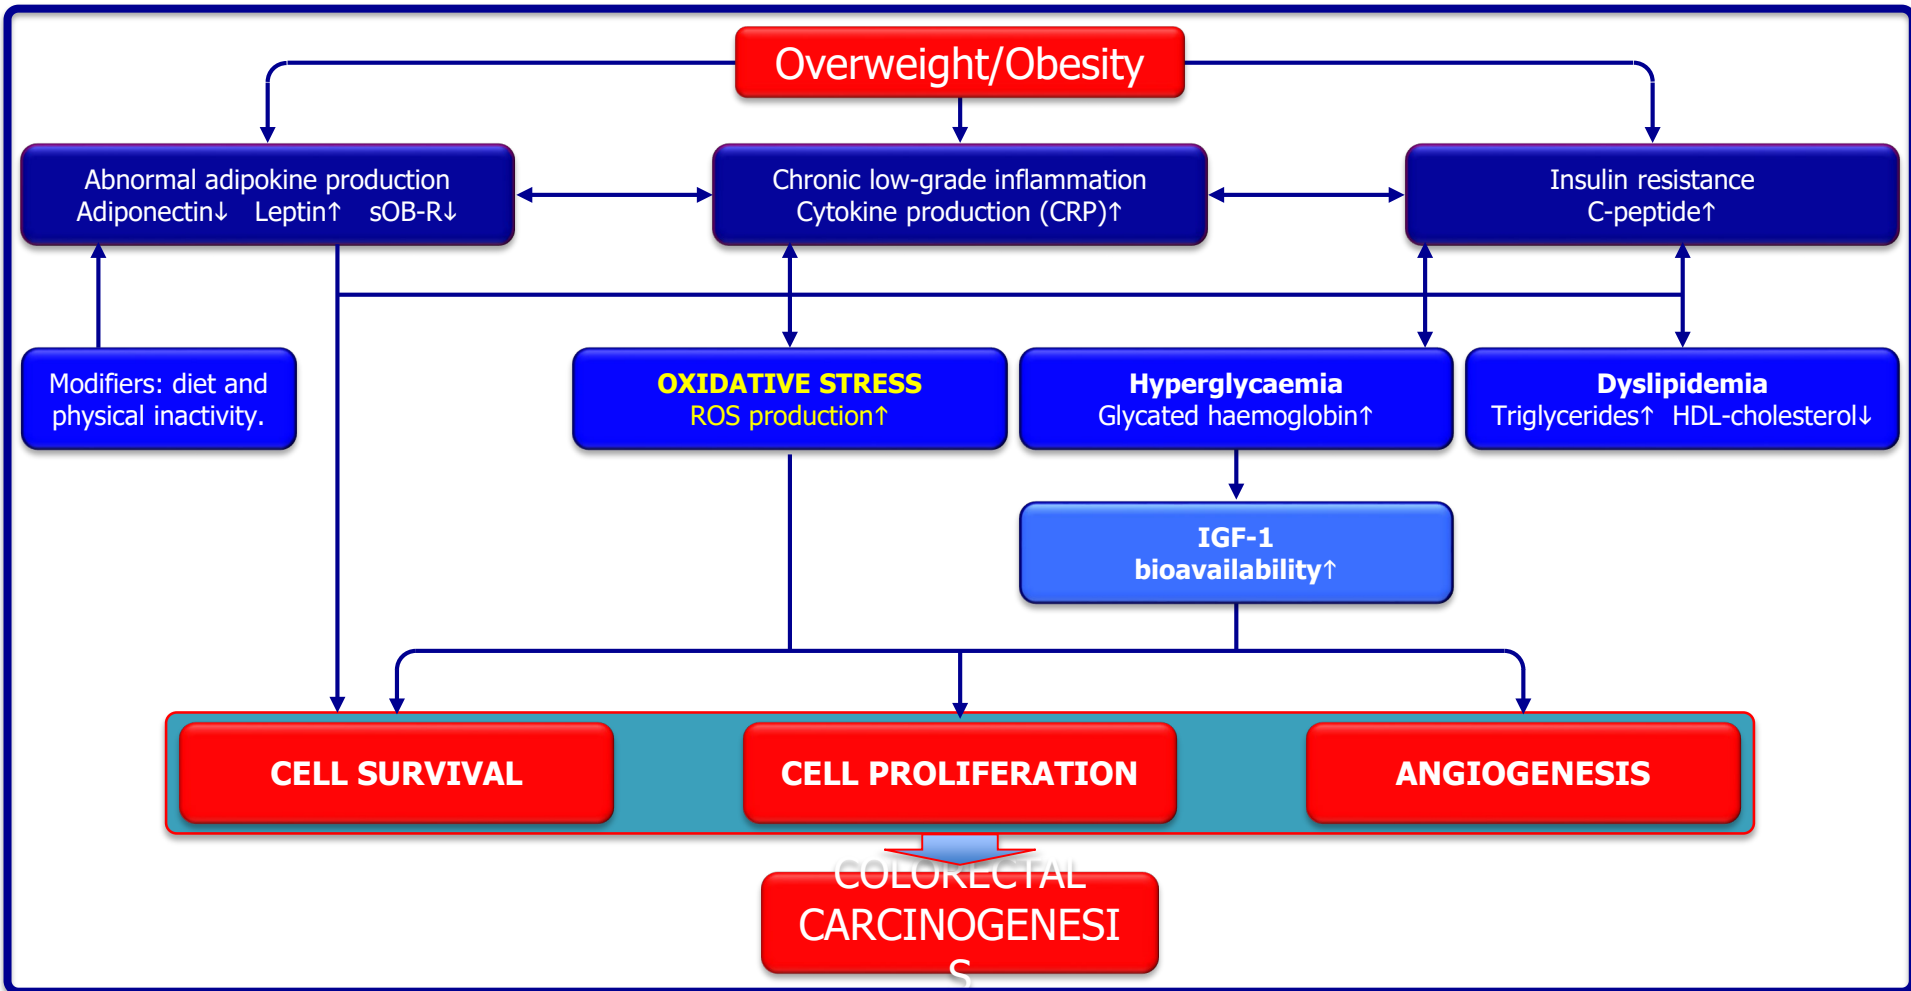 Overweight/Obesity
Abnormal adipokine production
Adiponectin↓ Leptin↑ sOB-R↓
Chronic low-grade inflammation
Cytokine production (CRP)↑
Insulin resistance
C-peptide↑
Modifiers: diet and
physical inactivity.
OXIDATIVE STRESS
ROS production↑
Hyperglycaemia
Glycated haemoglobin↑
Dyslipidemia
Triglycerides↑ HDL-cholesterol↓
IGF-1
bioavailability↑
CELL SURVIVAL
CELL PROLIFERATION
ANGIOGENESIS
COLORECTAL
CARCINOGENESI
S